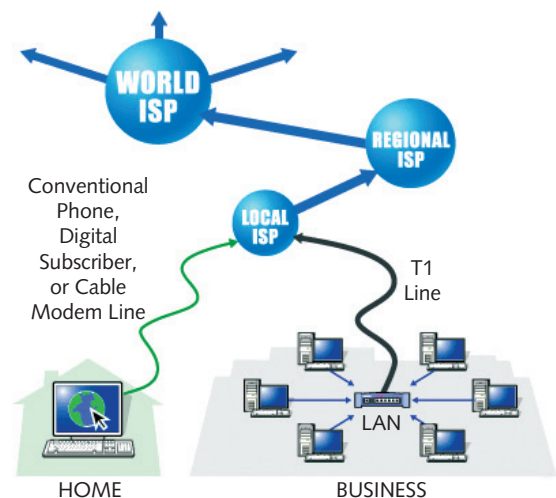 WORLD
ISP
REGIONAL
ISP
Conventional
Phone,
Digital
Subscriber,
or Cable
Modem Line
LOCAL
ISP
T1
Line
LAN
HOME
BUSINESS